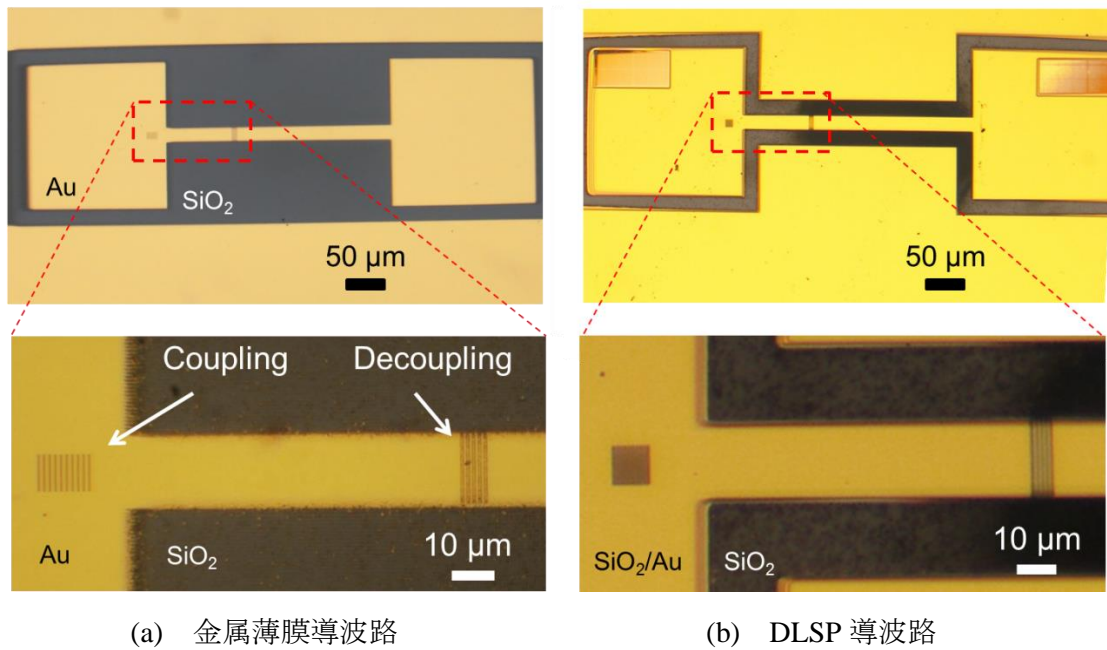 (a)
(b)
Au
SiO₂
50 μm
50 μm
Coupling
Decoupling
Au
SiO₂
10 μm
SiO₂/Au
SiO₂
10 μm
(a) 金属薄膜導波路
(b) DLSP 導波路